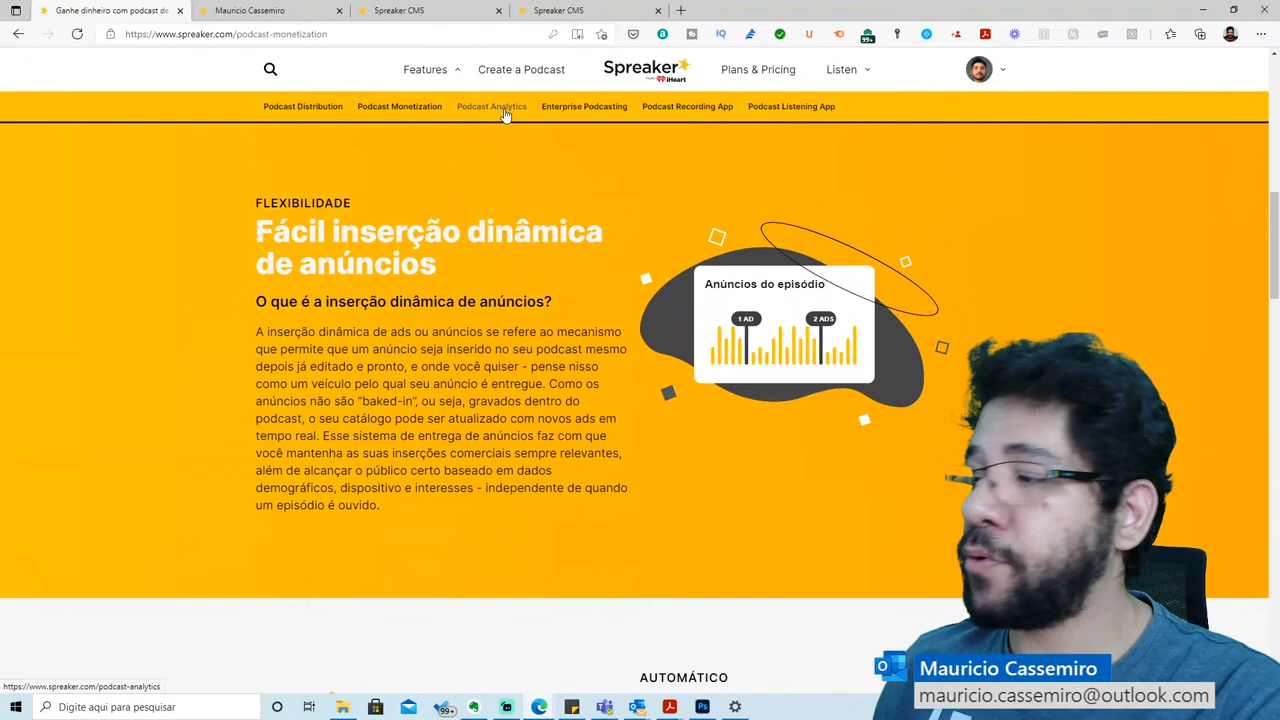 Ganhe dinheiro com podcast de
Mauricio Cassemiro
Spreaker CMS
Spreaker CMS
https://www.spreaker.com/podcast-monetization
99+
Features
Create a Podcast
Spreaker
From iHeart
Plans & Pricing
Listen
Podcast Distribution
Podcast Monetization
Podcast Analytics
Enterprise Podcasting
Podcast Recording App
Podcast Listening App
FLEXIBILIDADE
Fácil inserção dinâmica
de anúncios
O que é a inserção dinâmica de anúncios?
A inserção dinâmica de ads ou anúncios se refere ao mecanismo
que permite que um anúncio seja inserido no seu podcast mesmo
depois já editado e pronto, e onde você quiser - pense nisso
como um veículo pelo qual seu anúncio é entregue. Como os
anúncios não são "baked-in", ou seja, gravados dentro do
podcast, o seu catálogo pode ser atualizado com novos ads em
tempo real. Esse sistema de entrega de anúncios faz com que
você mantenha as suas inserções comerciais sempre relevantes,
além de alcançar o público certo baseado em dados
demográficos, dispositivo e interesses - independente de quando
um episódio é ouvido.
Anúncios do episódio
1 AD
2 ADS
AUTOMÁTICO
Mauricio Cassemiro
mauricio.cassemiro@outlook.com
https://www.spreaker.com/podcast-analytics
Digite aqui para pesquisar
99+